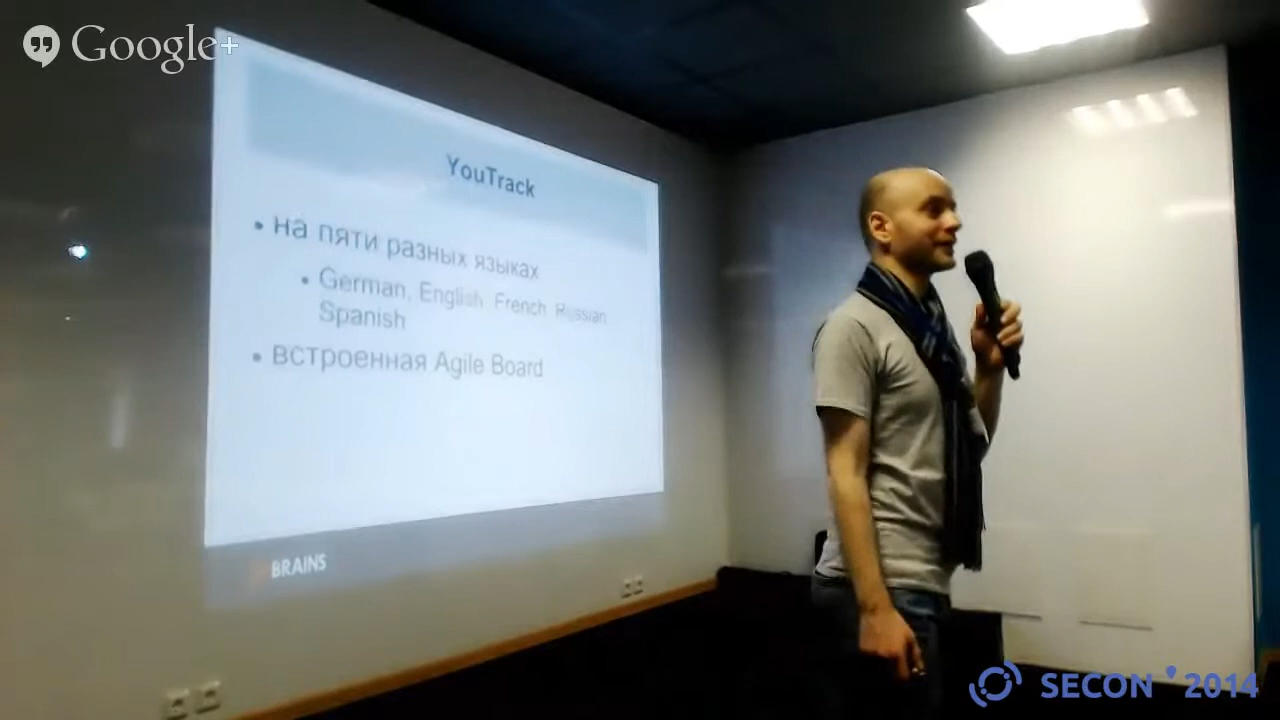 Google+
YouTrack
• на пяти разных языках
• German, English French Russian
Spanish
• встроенная Agile Board
BRAINS
SECON 2014